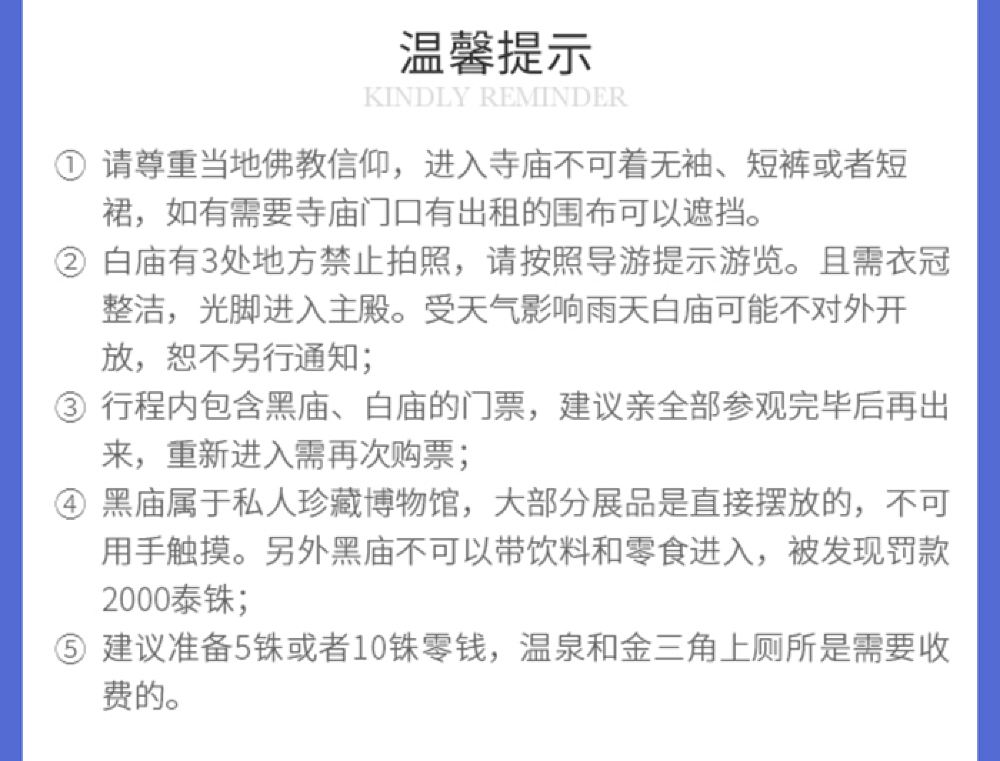 温馨提示
KINDLY REMINDER
① 请尊重当地佛教信仰，进入寺庙不可着无袖、短裤或者短
裙，如有需要寺庙门口有出租的围布可以遮挡。
② 白庙有3处地方禁止拍照，请按照导游提示游览。且需衣冠
整洁，光脚进入主殿。受天气影响雨天白庙可能不对外开
放，恕不另行通知；
③ 行程内包含黑庙、白庙的门票，建议亲全部参观完毕后再出
来，重新进入需再次购票；
④ 黑庙属于私人珍藏博物馆，大部分展品是直接摆放的，不可
用手触摸。另外黑庙不可以带饮料和零食进入，被发现罚款
2000泰铢；
⑤ 建议准备5铢或者10铢零钱，温泉和金三角上厕所是需要收
费的。